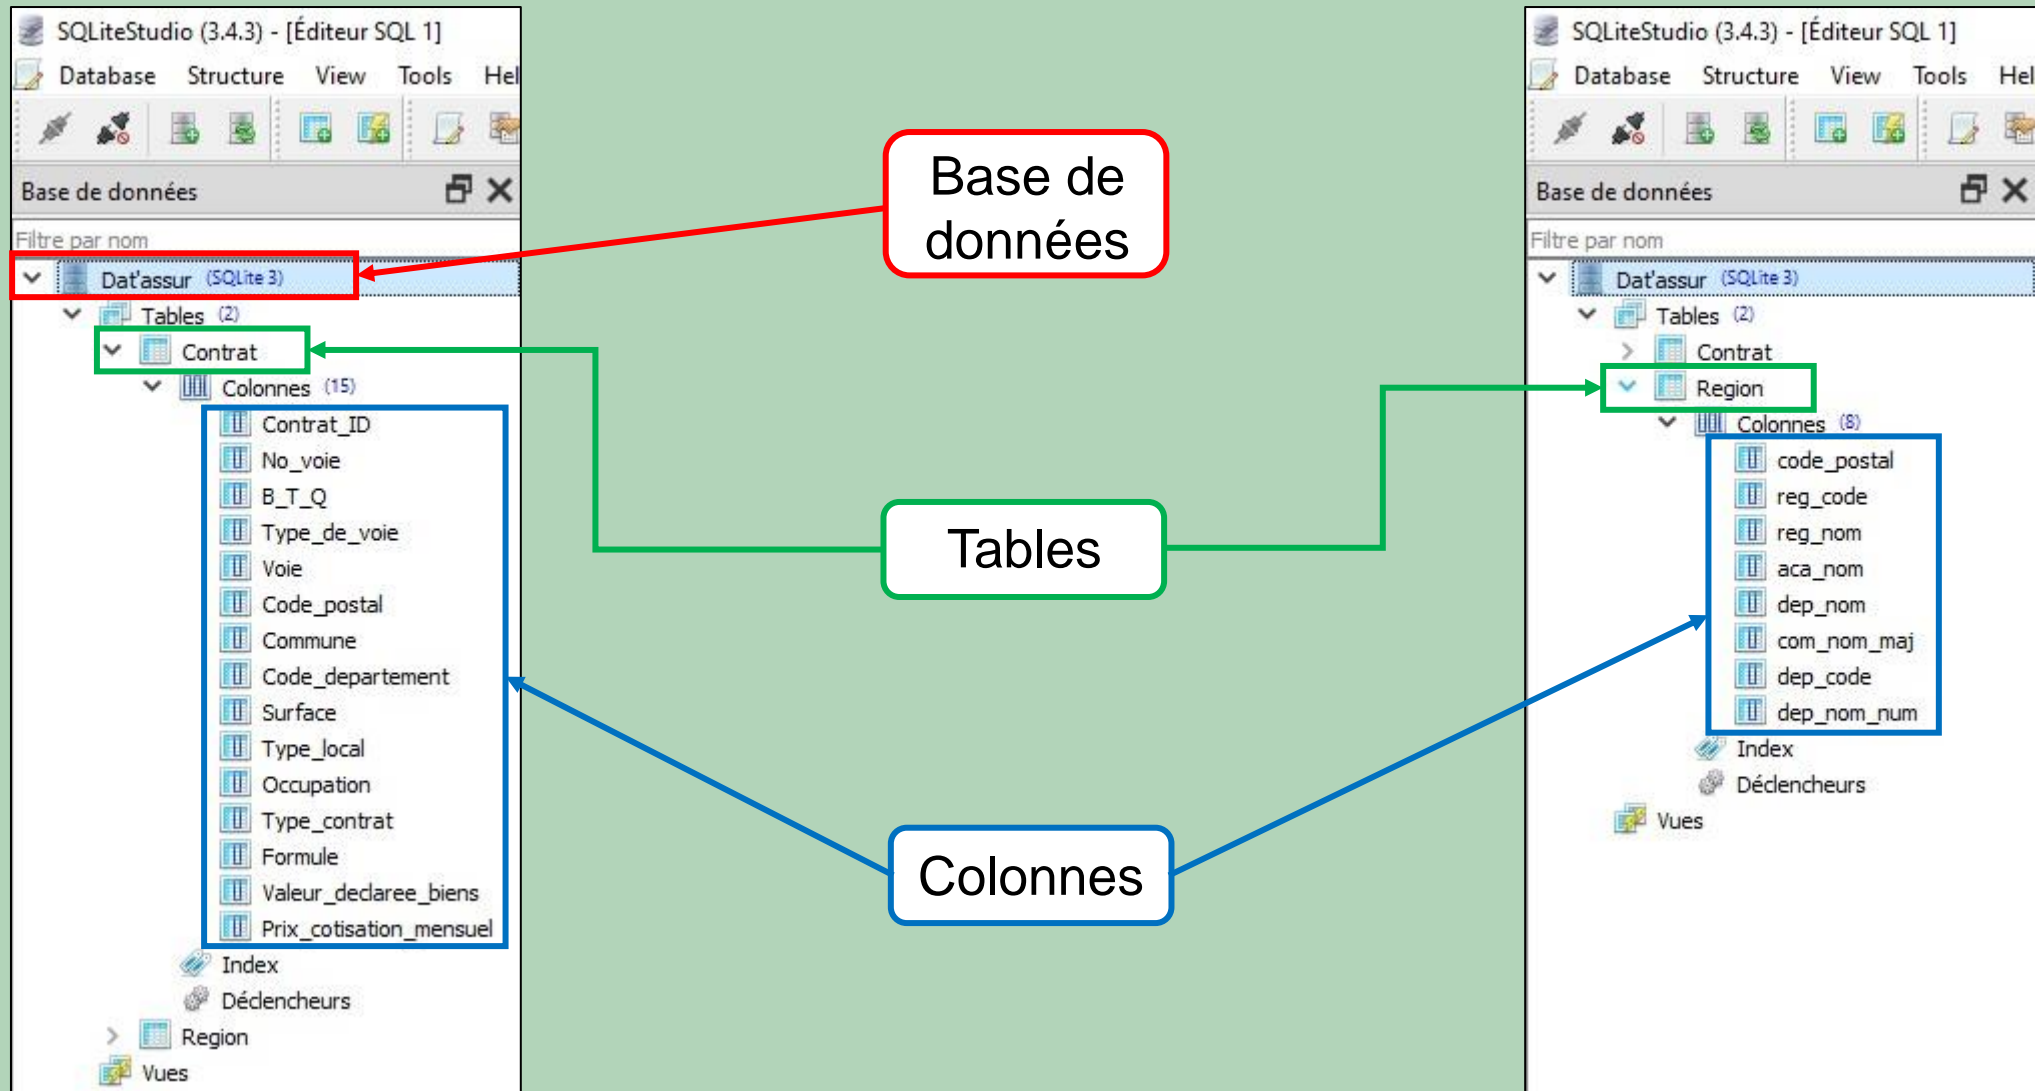 SQLiteStudio (3.4.3) - [Éditeur SQL 1]
Database Structure View Tools Hel
Base de données
Filtre par nom
Dat'assur (SQLite 3)
Tables (2)
Contrat
Colonnes (15)
Contrat_ID
No_voie
B_T_Q
Type_de_voie
Voie
Code_postal
Commune
Code_departement
Surface
Type_local
Occupation
Type_contrat
Formule
Valeur_declaree_biens
Prix_cotisation_mensuel
Index
Déclencheurs
Region
Vues
Base de
données
Tables
Colonnes
SQLiteStudio (3.4.3) - [Éditeur SQL 1]
Database Structure View Tools Hel
Base de données
Filtre par nom
Dat'assur (SQLite 3)
Tables (2)
Contrat
Region
Colonnes (8)
code_postal
reg_code
reg_nom
aca_nom
dep_nom
com_nom_maj
dep_code
dep_nom_num
Index
Déclencheurs
Vues